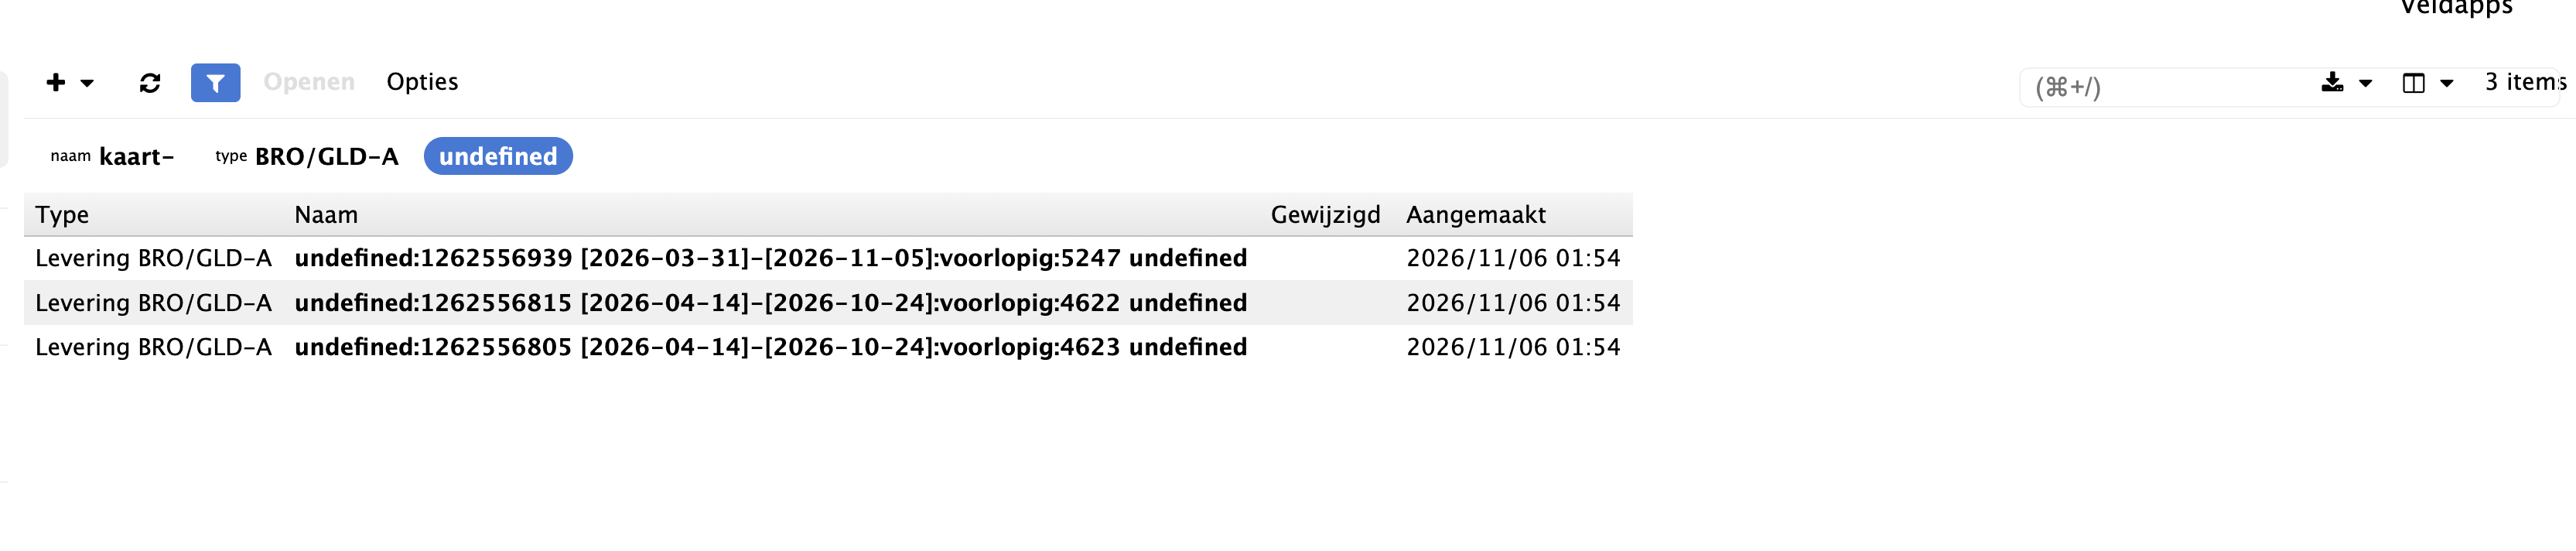 Veldapps
Openen Opties (⌘+/) 3 items
naam kaart- type BRO/GLD-A undefined
Type Naam Gewijzigd Aangemaakt
Levering BRO/GLD-A undefined:1262556939 [2026-03-31]-[2026-11-05]:voorlopig:5247 undefined 2026/11/06 01:54
Levering BRO/GLD-A undefined:1262556815 [2026-04-14]-[2026-10-24]:voorlopig:4622 undefined 2026/11/06 01:54
Levering BRO/GLD-A undefined:1262556805 [2026-04-14]-[2026-10-24]:voorlopig:4623 undefined 2026/11/06 01:54